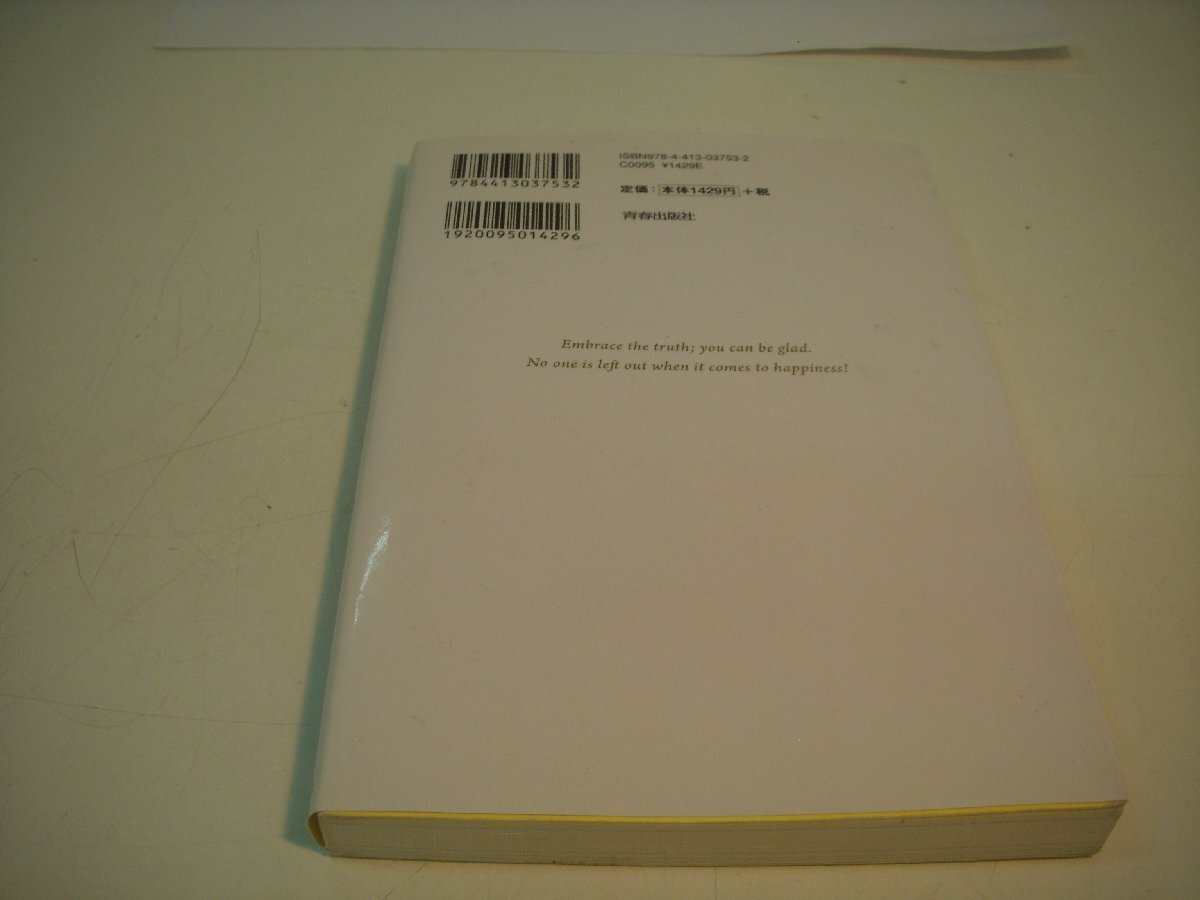 9784413037532
1920095014296
ISBN978-4-413-03753-2
C0095 ¥1429E
定価：本体1429円＋税
青春出版社
Embrace the truth; you can be glad.
No one is left out when it comes to happiness!